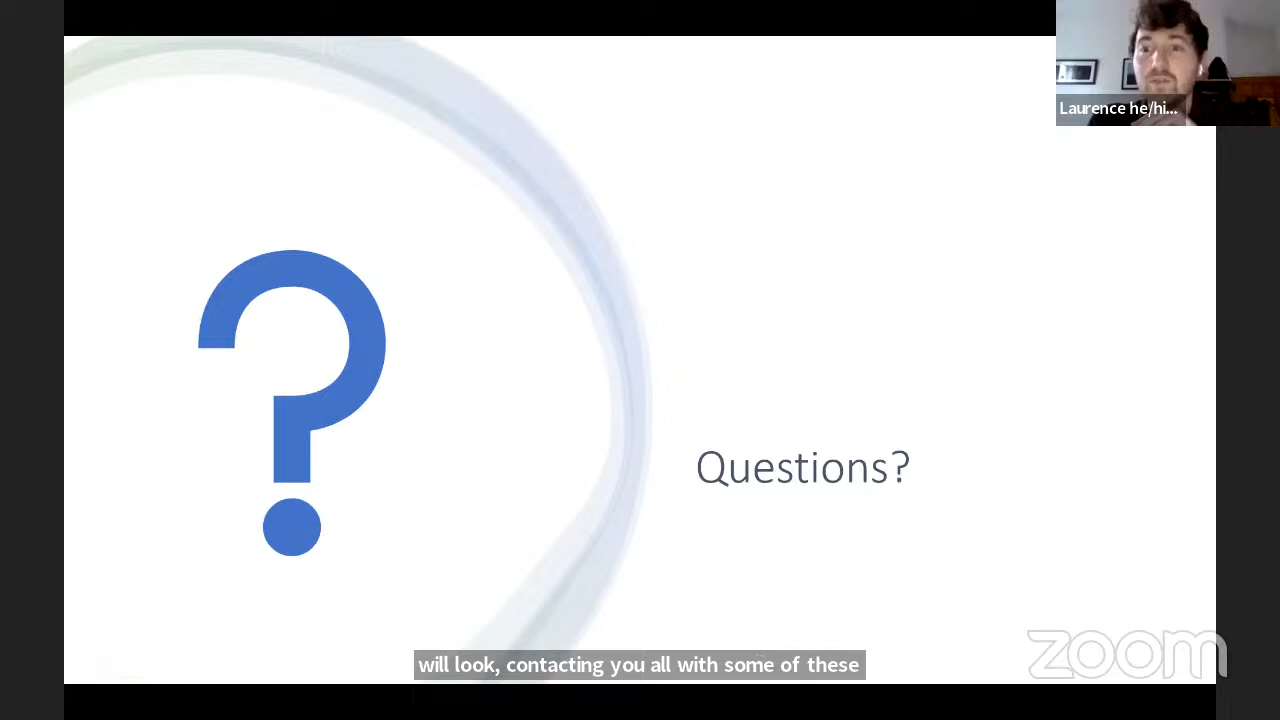 Laurence he/hi...
Questions?
will look, contacting you all with some of these
zoom